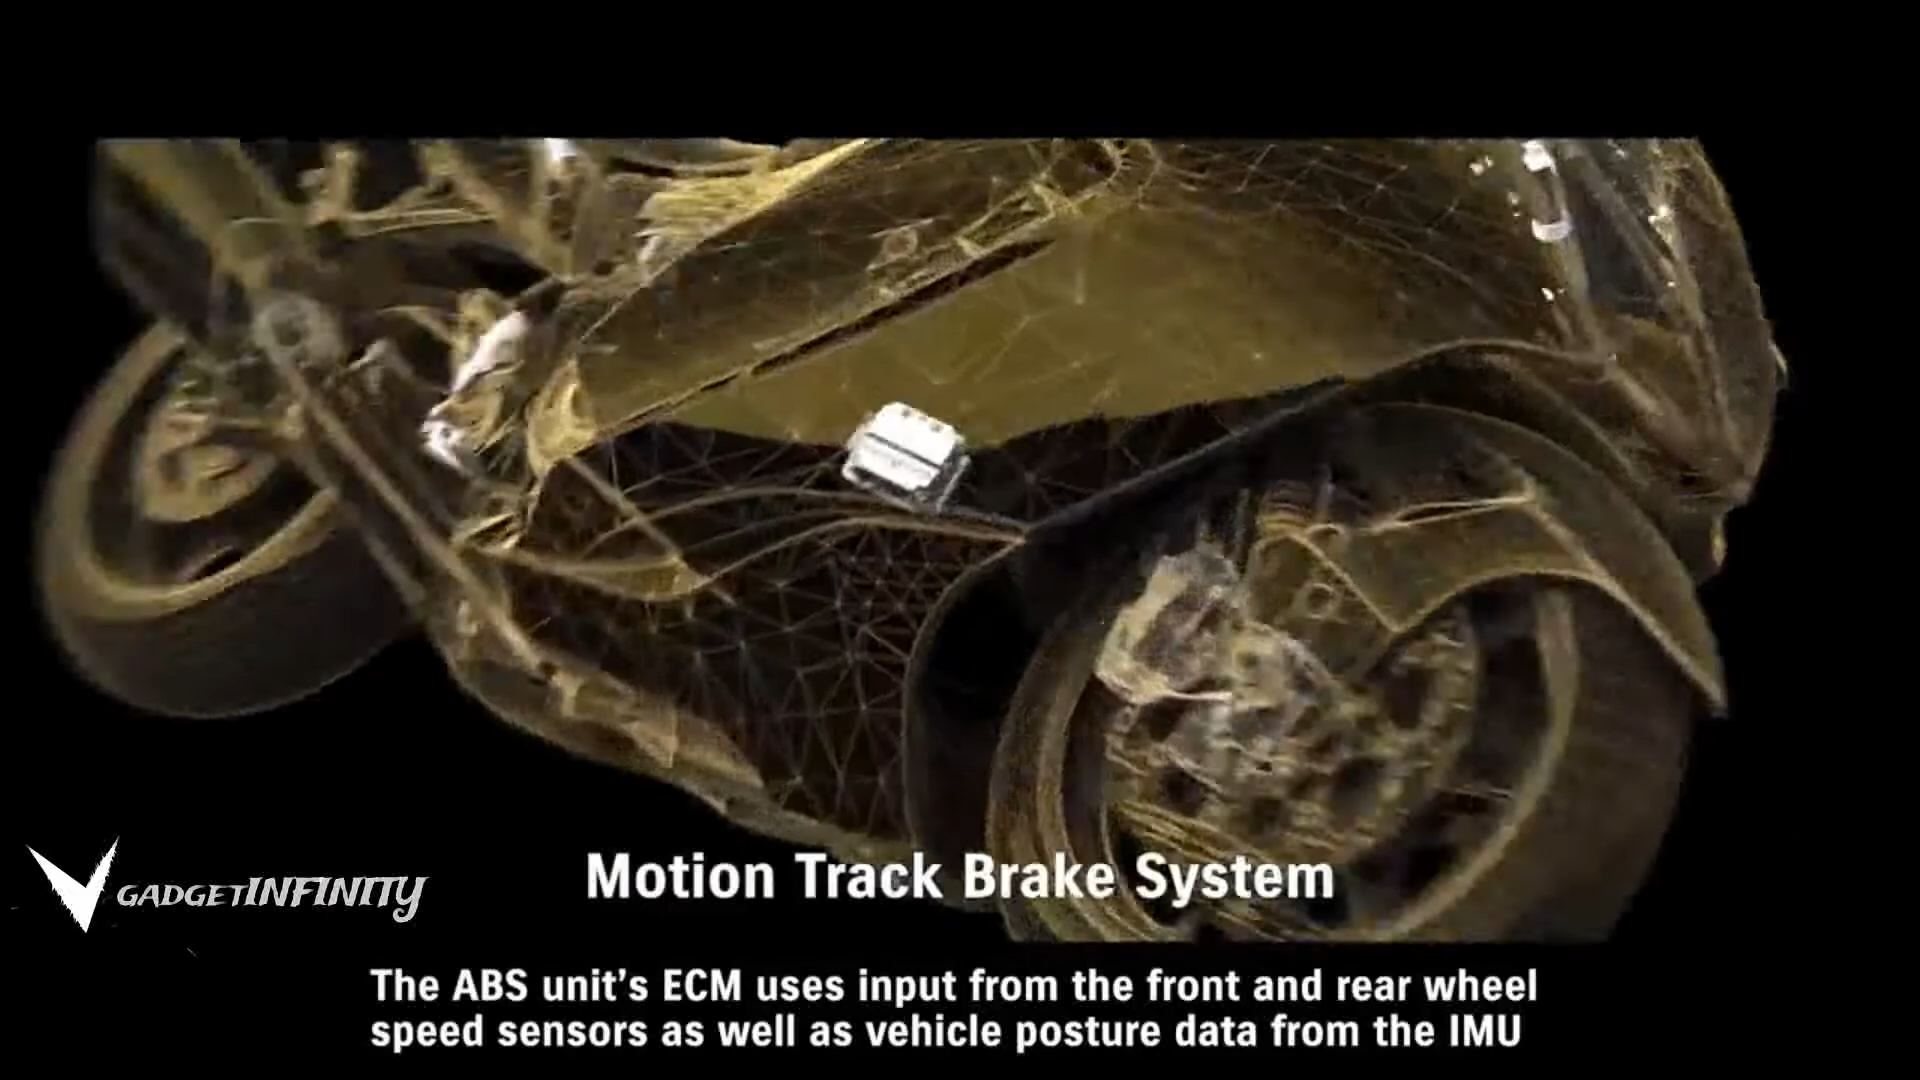 Motion Track Brake System
GADGETINFINITY
The ABS unit's ECM uses input from the front and rear wheel
speed sensors as well as vehicle posture data from the IMU